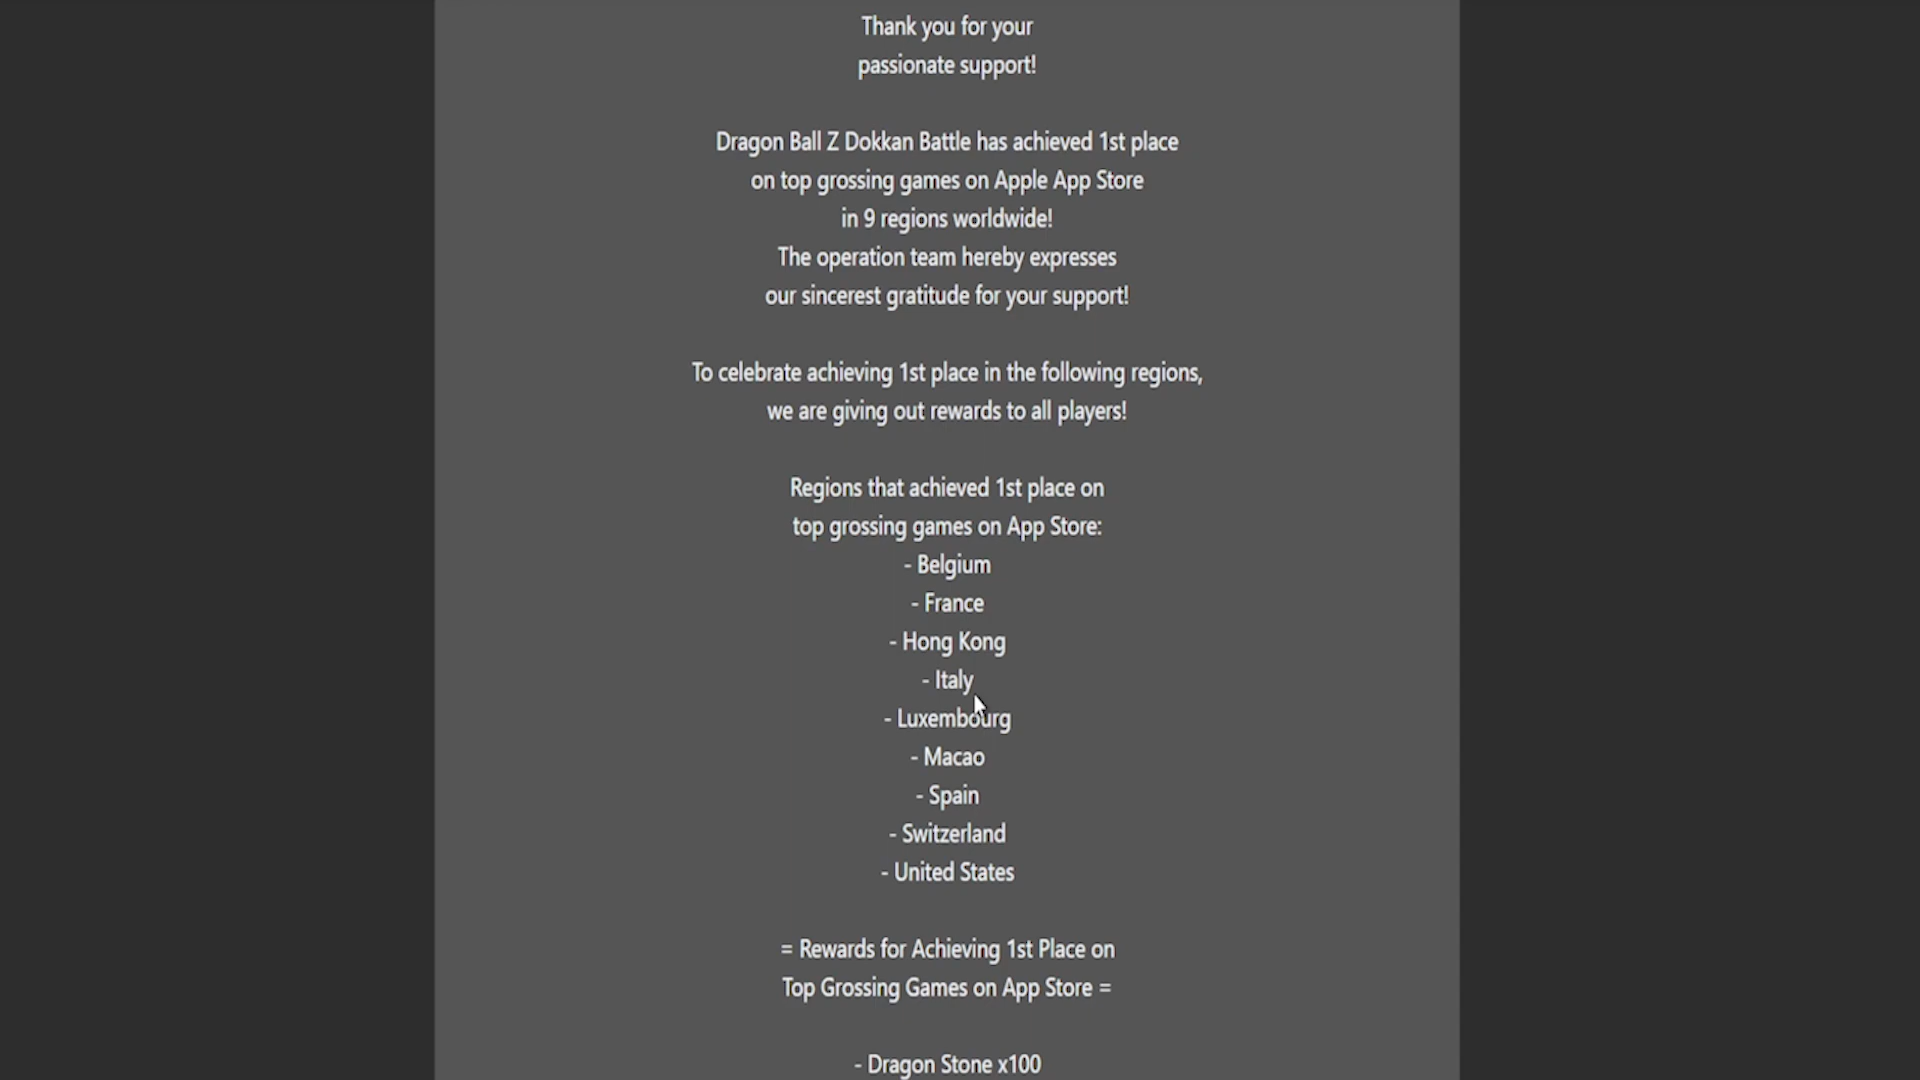 Thank you for your
passionate support!
Dragon Ball Z Dokkan Battle has achieved 1st place
on top grossing games on Apple App Store
in 9 regions worldwide!
The operation team hereby expresses
our sincerest gratitude for your support!
To celebrate achieving 1st place in the following regions,
we are giving out rewards to all players!
Regions that achieved 1st place on
top grossing games on App Store:
- Belgium
- France
- Hong Kong
- Italy
- Luxembourg
- Macao
- Spain
- Switzerland
- United States
= Rewards for Achieving 1st Place on
Top Grossing Games on App Store =
- Dragon Stone x100